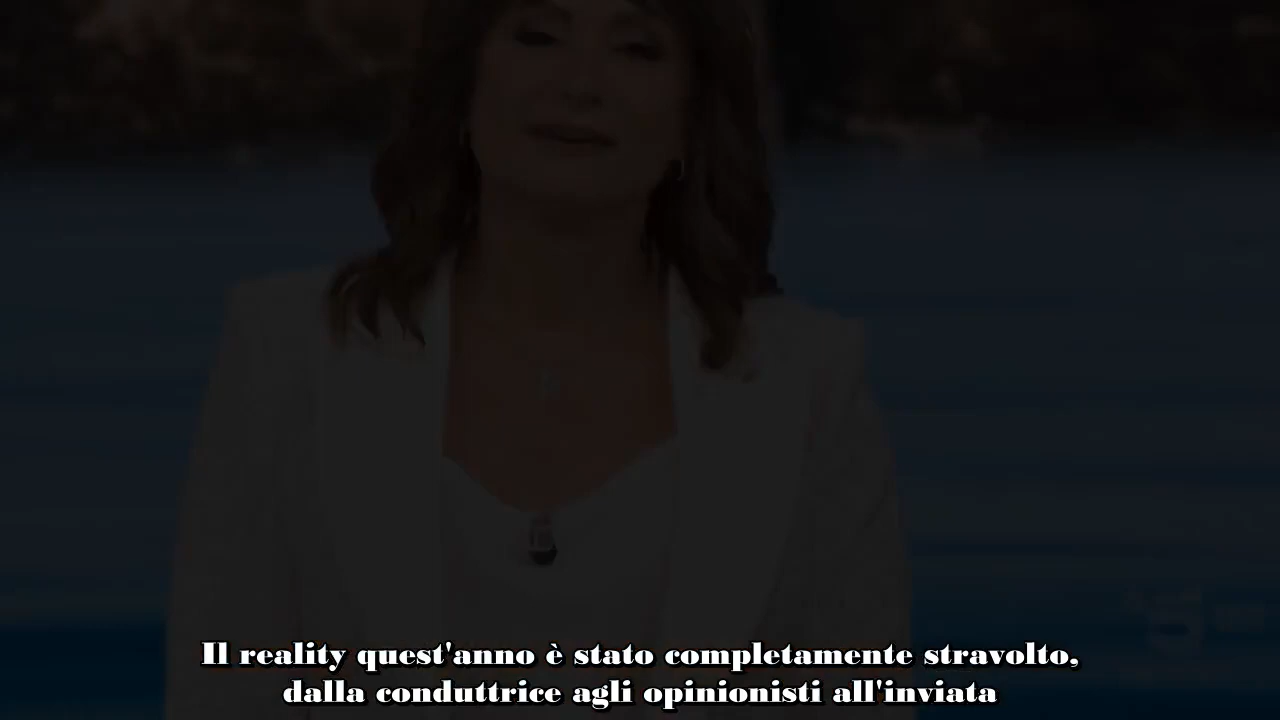 Il reality quest'anno è stato completamente stravolto,
dalla conduttrice agli opinionisti all'inviata